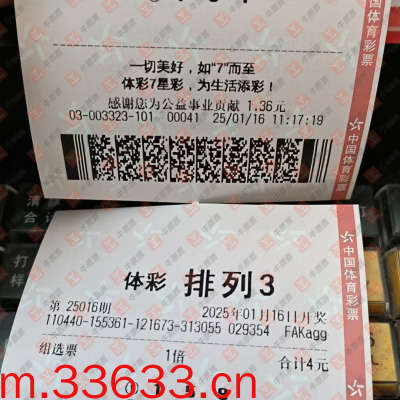 一切美好，如“7”而至
体彩7星彩，为生活添彩！
感谢您为公益事业贡献 1.36元
03-003323-101 00041 25/01/16 11:17:19
中国体育彩票
中国体育彩票
体彩 排列3
第 25016期 2025年01月16日开奖
110440-155361-121673-313055 029354 FAKagg
组选票 1倍 合计4元
m.33633.cn